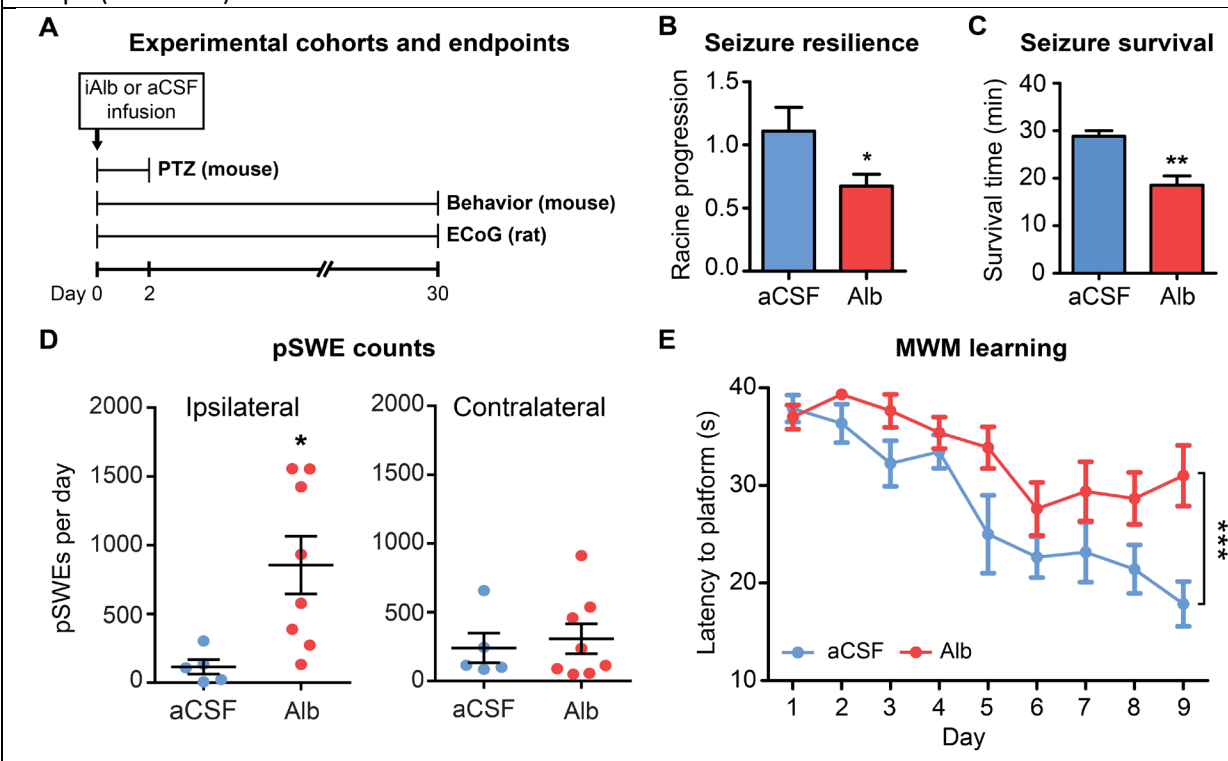 A
Experimental cohorts and endpoints
iAlb or aCSF
infusion
PTZ (mouse)
Behavior (mouse)
ECoG (rat)
Day 0 2 30
B
Seizure resilience
Racine progression
1.5
1.0
0.5
0.0
*
aCSF Alb
C
Seizure survival
Survival time (min)
40
30
20
10
0
**
aCSF Alb
D
pSWE counts
pSWEs per day
Ipsilateral
2000
1500
1000
500
0
*
aCSF Alb
Contralateral
2000
1500
1000
500
0
aCSF Alb
E
MWM learning
Latency to platform (s)
40
30
20
10
***
aCSF Alb
1 2 3 4 5 6 7 8 9
Day